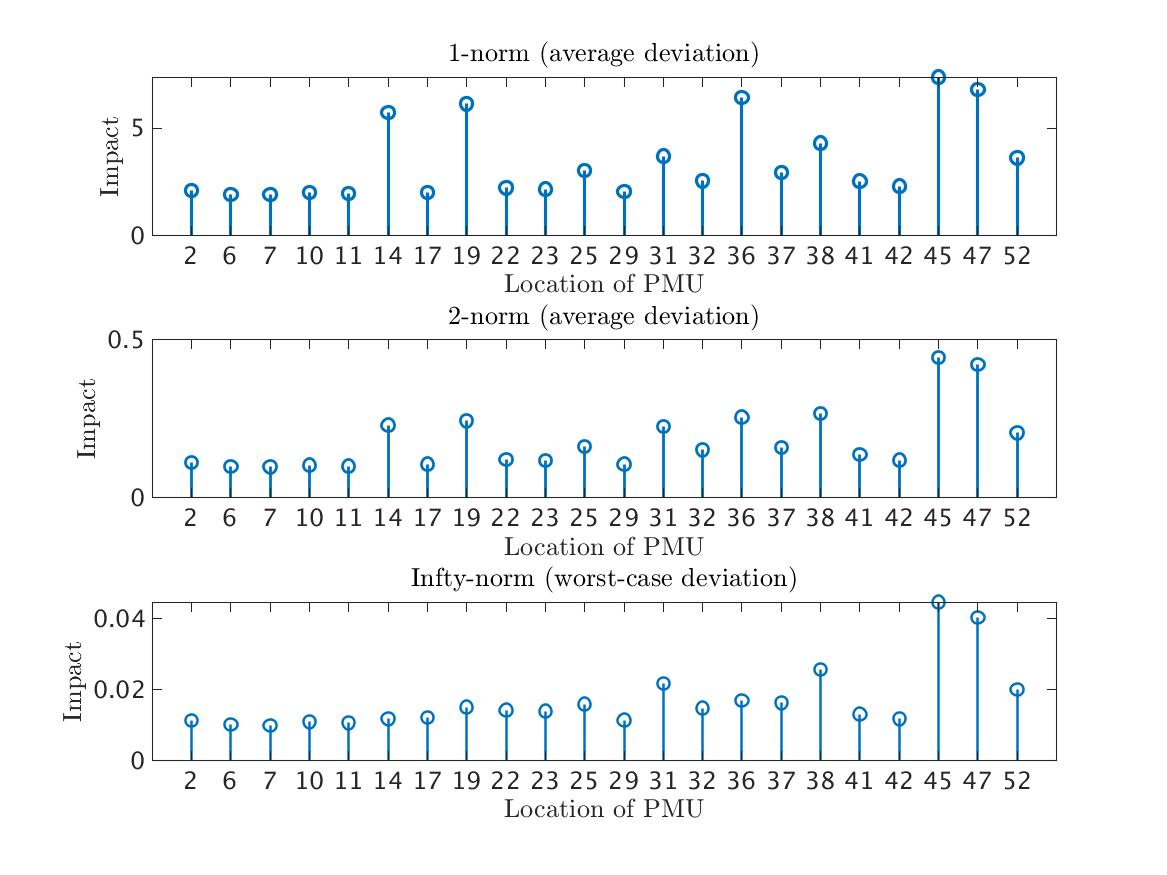 1-norm (average deviation)
Impact
5
0
2 6 7 10 11 14 17 19 22 23 25 29 31 32 36 37 38 41 42 45 47 52
Location of PMU
2-norm (average deviation)
Impact
0.5
0
2 6 7 10 11 14 17 19 22 23 25 29 31 32 36 37 38 41 42 45 47 52
Location of PMU
Infty-norm (worst-case deviation)
Impact
0.04
0.02
0
2 6 7 10 11 14 17 19 22 23 25 29 31 32 36 37 38 41 42 45 47 52
Location of PMU